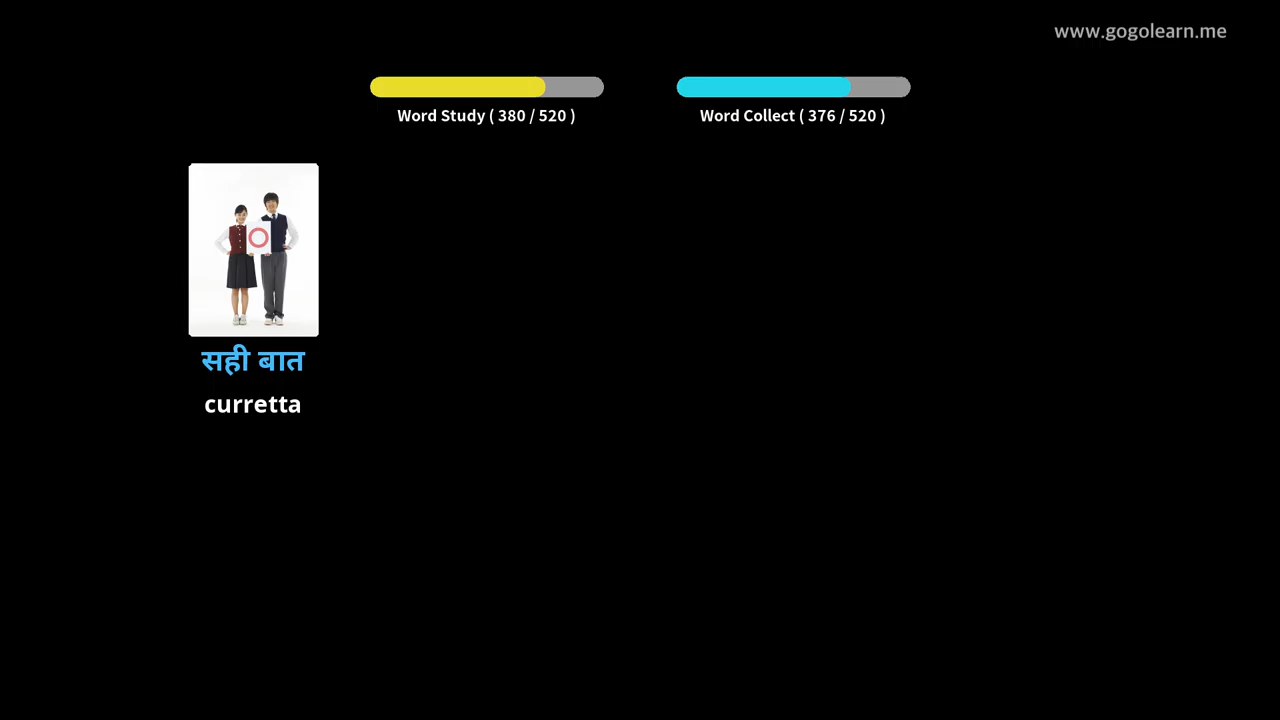 www.gogolearn.me
Word Study ( 380 / 520 )
Word Collect ( 376 / 520 )
सही बात
curretta